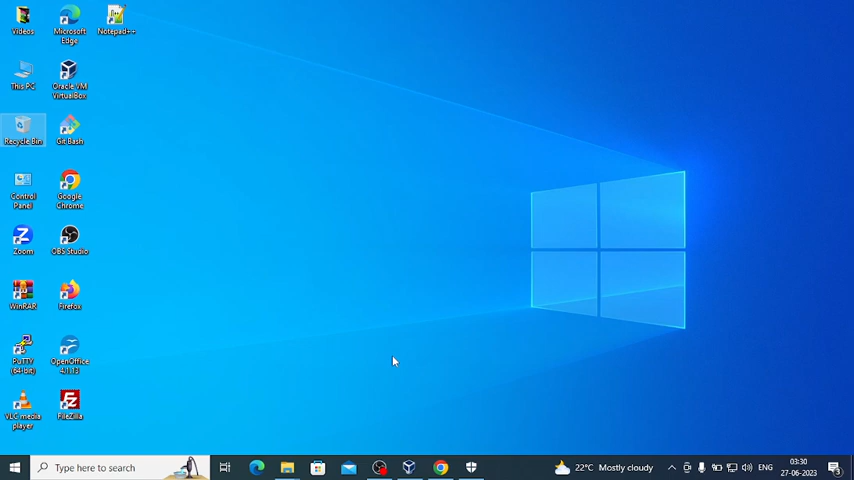 Videos
Microsoft
Edge
Notepad++
This PC
Oracle VM
VirtualBox
Recycle Bin
Git Bash
Control
Panel
Google
Chrome
Zoom
OBS Studio
WinRAR
Firefox
PuTTY
(64-bit)
OpenOffice
4.1.13
VLC media
player
FileZilla
Type here to search
22°C Mostly cloudy
ENG
03:30
27-06-2023
3